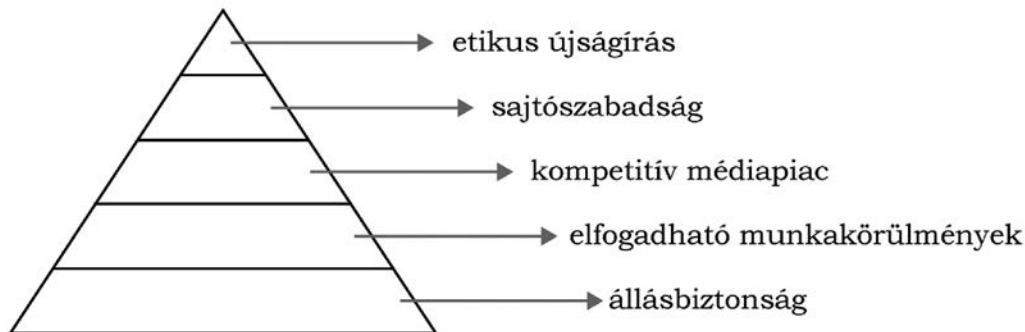 etikus újságírás
sajtószabadság
kompetitív médiapiac
elfogadható munkakörülmények
állásbiztonság